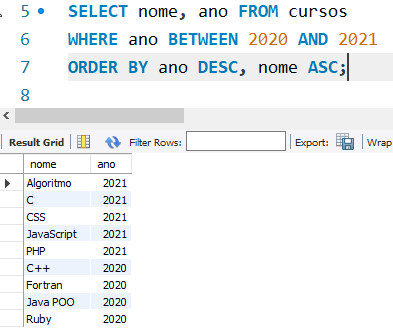 5 SELECT nome, ano FROM cursos
6 WHERE ano BETWEEN 2020 AND 2021
7 ORDER BY ano DESC, nome ASC;
8
Result Grid Filter Rows: Export: Wrap
nome ano
Algoritmo 2021
C 2021
CSS 2021
JavaScript 2021
PHP 2021
C++ 2020
Fortran 2020
Java POO 2020
Ruby 2020